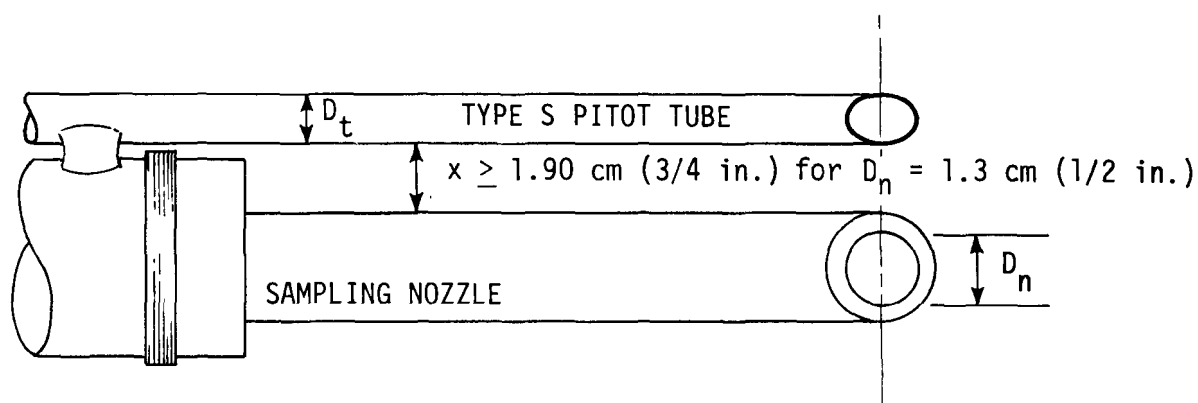 D_t
TYPE S PITOT TUBE
x ≥ 1.90 cm (3/4 in.) for D_n = 1.3 cm (1/2 in.)
D_n
SAMPLING NOZZLE